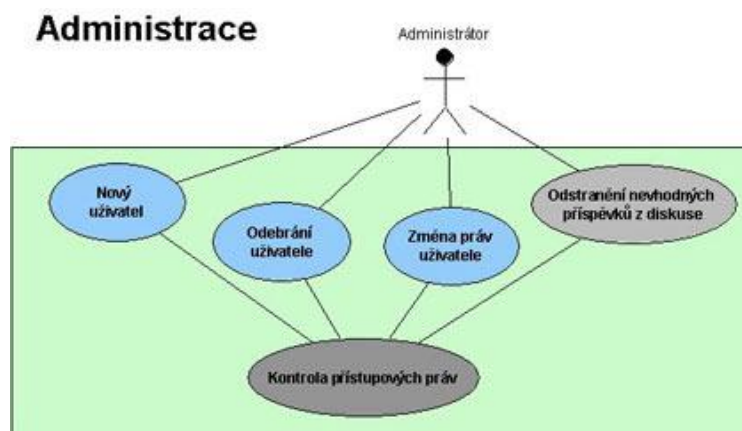 Administrace
Administrátor
Nový
uživatel
Odebrání
uživatele
Změna práv
uživatele
Odstranění nevhodných
příspěvků z diskuse
Kontrola přístupových práv